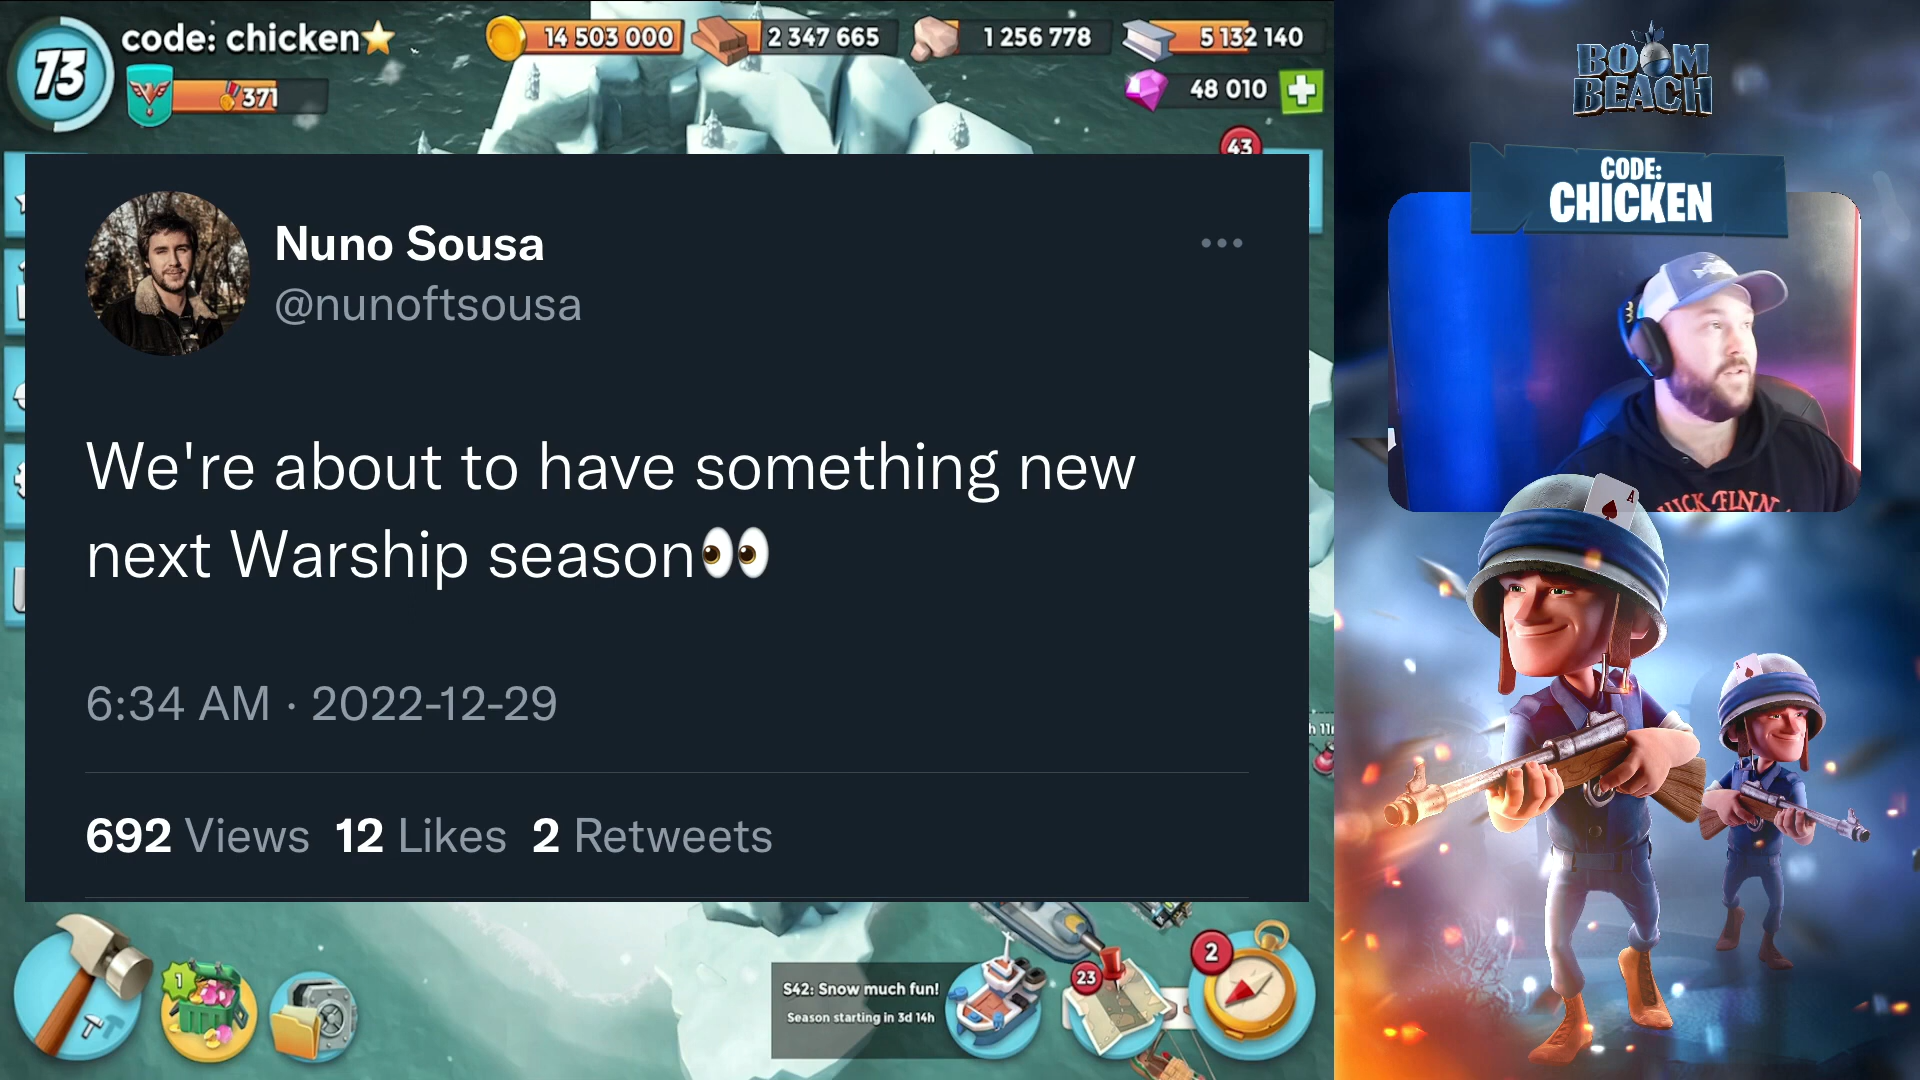 73
code: chicken
371
14 503 000
2 347 665
1 256 778
5 132 140
48 010
43
BOOM
BEACH
CODE:
CHICKEN
Nuno Sousa
@nunoftsousa
We're about to have something new
next Warship season👀
6:34 AM · 2022-12-29
692 Views 12 Likes 2 Retweets
A
A
1
S42: Snow much fun!
Season starting in 3d 14h
23
2